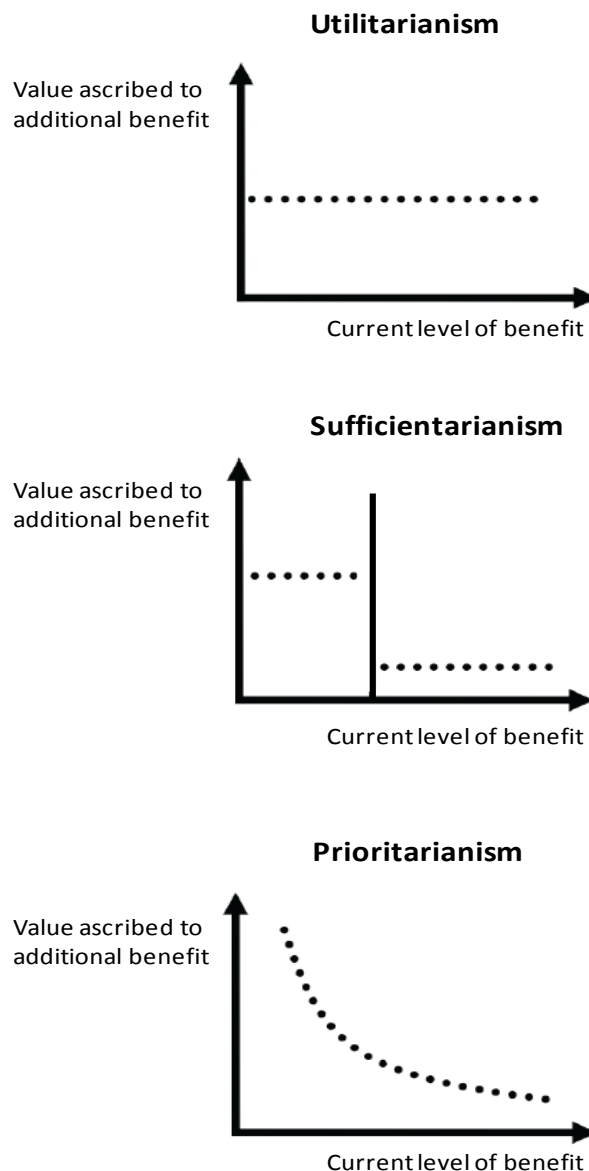 Utilitarianism
Value ascribed to
additional benefit
Current level of benefit
Sufficientarianism
Value ascribed to
additional benefit
Current level of benefit
Prioritarianism
Value ascribed to
additional benefit
Current level of benefit